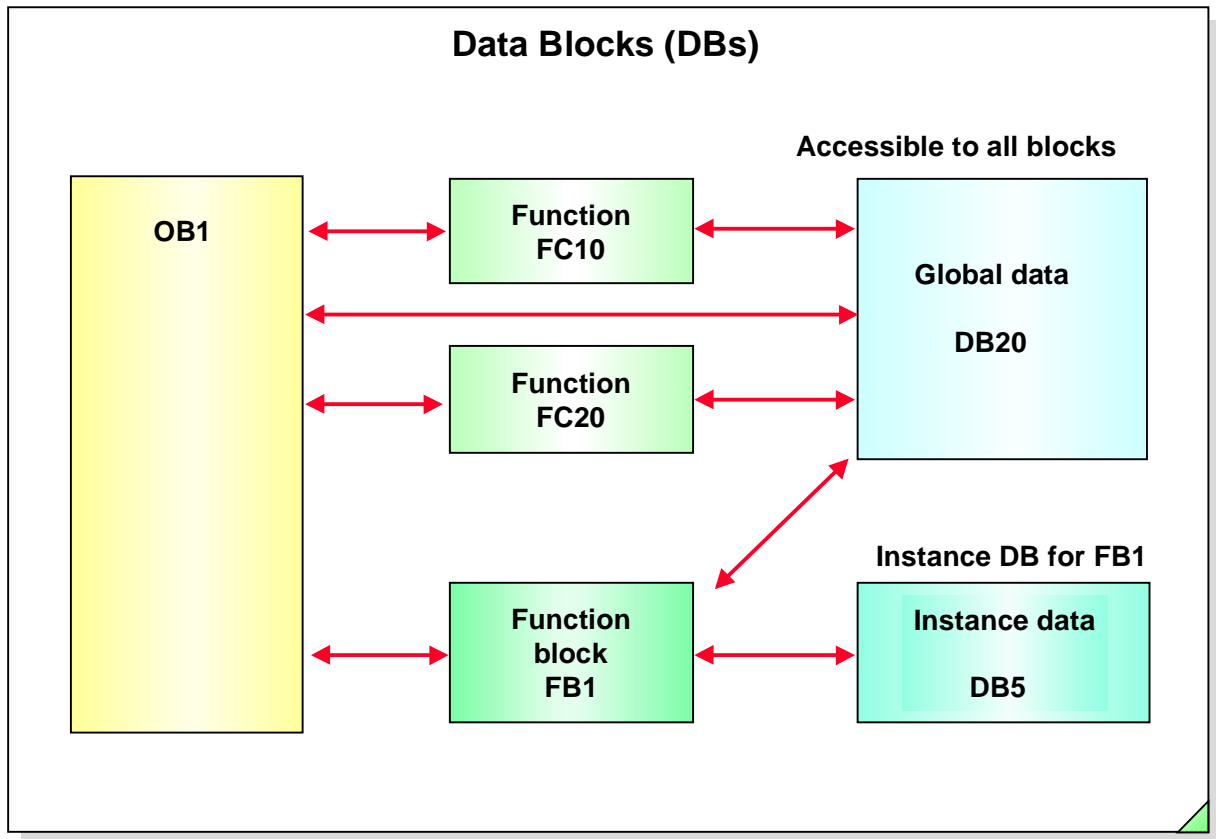 Data Blocks (DBs)
Accessible to all blocks
OB1
Function
FC10
Global data
DB20
Function
FC20
Instance DB for FB1
Function
block
FB1
Instance data
DB5